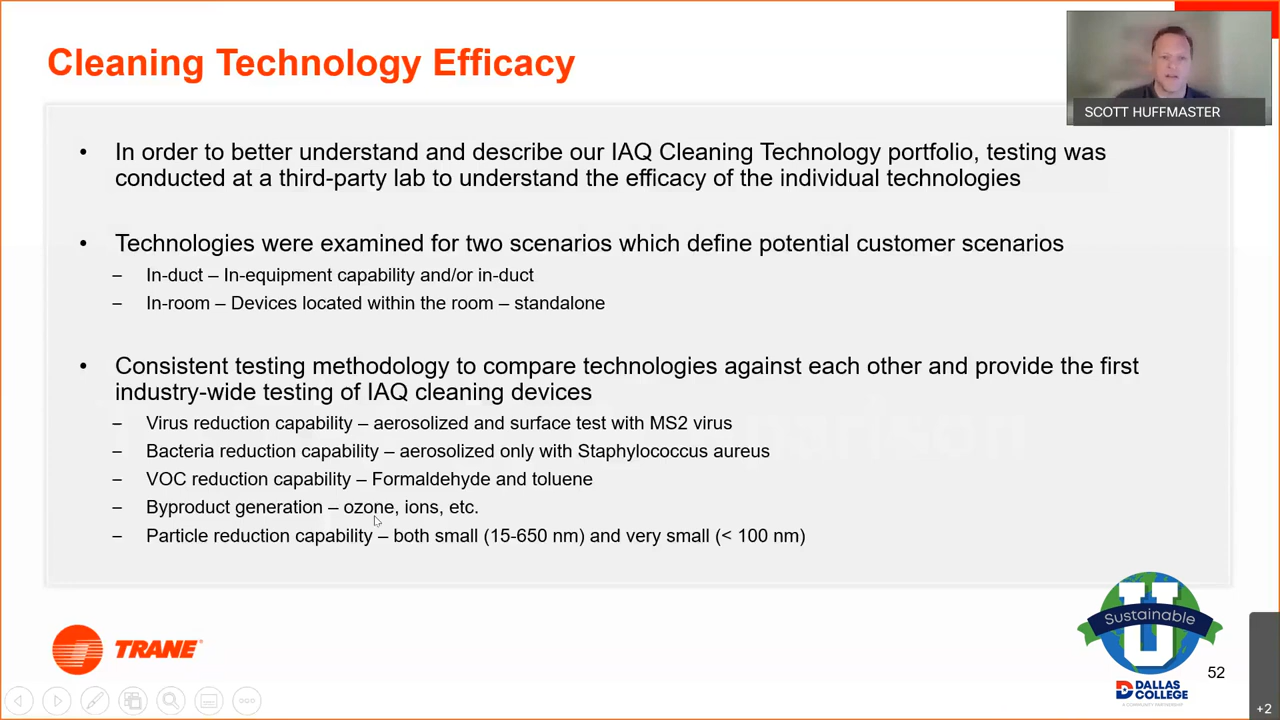 Cleaning Technology Efficacy
SCOTT HUFFMASTER
• In order to better understand and describe our IAQ Cleaning Technology portfolio, testing was
conducted at a third-party lab to understand the efficacy of the individual technologies
• Technologies were examined for two scenarios which define potential customer scenarios
– In-duct – In-equipment capability and/or in-duct
– In-room – Devices located within the room – standalone
• Consistent testing methodology to compare technologies against each other and provide the first
industry-wide testing of IAQ cleaning devices
– Virus reduction capability – aerosolized and surface test with MS2 virus
– Bacteria reduction capability – aerosolized only with Staphylococcus aureus
– VOC reduction capability – Formaldehyde and toluene
– Byproduct generation – ozone, ions, etc.
– Particle reduction capability – both small (15-650 nm) and very small (< 100 nm)
TRANE®
U
Sustainable
DALLAS
COLLEGE
A COMMUNITY PARTNERSHIP
52
+2